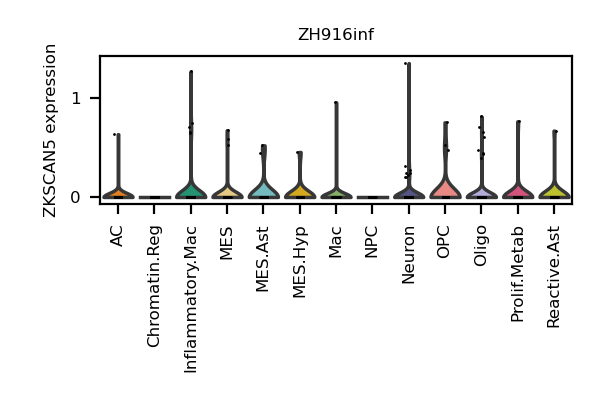 ZH916inf
ZKSCAN5 expression
1
0
AC
Chromatin.Reg
Inflammatory.Mac
MES
MES.Ast
MES.Hyp
Mac
NPC
Neuron
OPC
Oligo
Prolif.Metab
Reactive.Ast